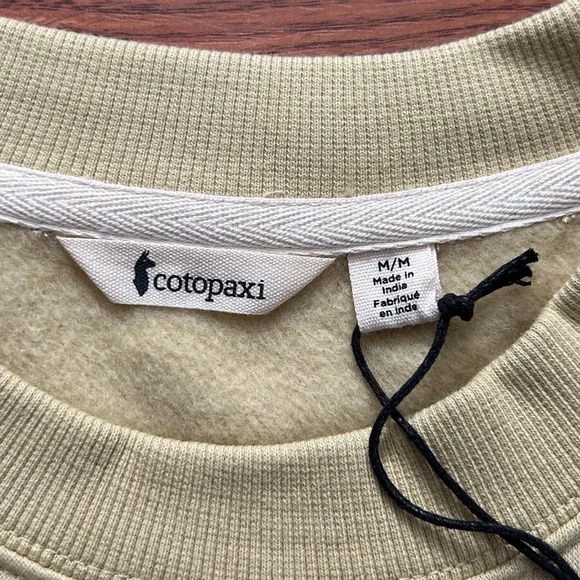 cotopaxi
M/M
Made in
India
Fabriqué
en Inde